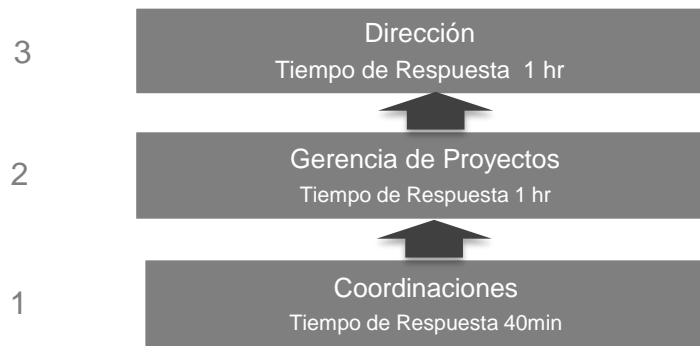 3
Dirección
Tiempo de Respuesta 1 hr
2
Gerencia de Proyectos
Tiempo de Respuesta 1 hr
1
Coordinaciones
Tiempo de Respuesta 40min